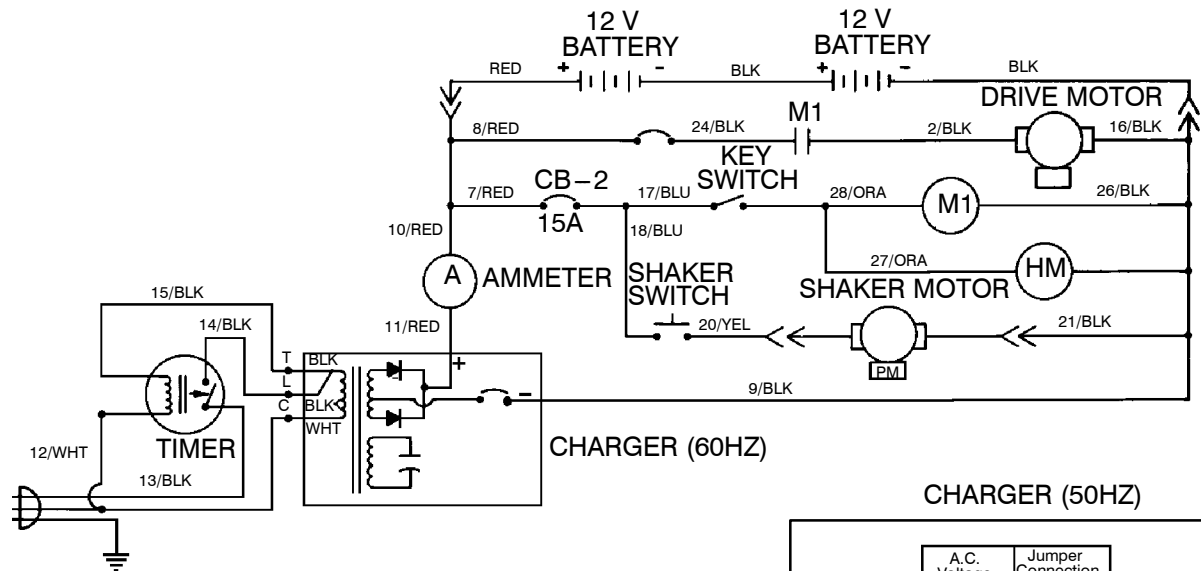 12 V
BATTERY
12 V
BATTERY
RED
+
-
BLK
+
-
BLK
DRIVE MOTOR
8/RED
24/BLK
M1
2/BLK
16/BLK
KEY
SWITCH
CB-2
15A
7/RED
17/BLU
28/ORA
M1
26/BLK
10/RED
18/BLU
27/ORA
HM
A
AMMETER
SHAKER
SWITCH
SHAKER MOTOR
15/BLK
14/BLK
11/RED
20/YEL
21/BLK
PM
T
BLK
+
L
C
BLK
WHT
-
9/BLK
TIMER
12/WHT
13/BLK
CHARGER (60HZ)
CHARGER (50HZ)
A.C.
Voltage
Jumper
Connection